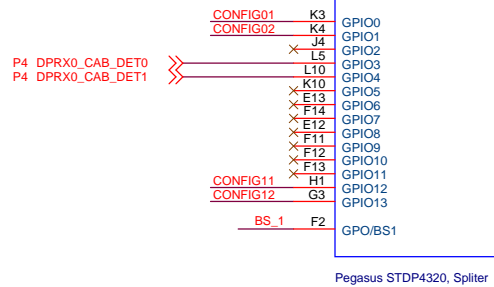 CONFIG01 K3 GPIO0
CONFIG02 K4 GPIO1
J4 GPIO2
P4 DPRX0_CAB_DET0 L5 GPIO3
P4 DPRX0_CAB_DET1 L10 GPIO4
K10 GPIO5
E13 GPIO6
F14 GPIO7
E12 GPIO8
F11 GPIO9
F12 GPIO10
F13 GPIO11
CONFIG11 H1 GPIO12
CONFIG12 G3 GPIO13
BS_1 F2 GPO/BS1
Pegasus STDP4320, Spliter